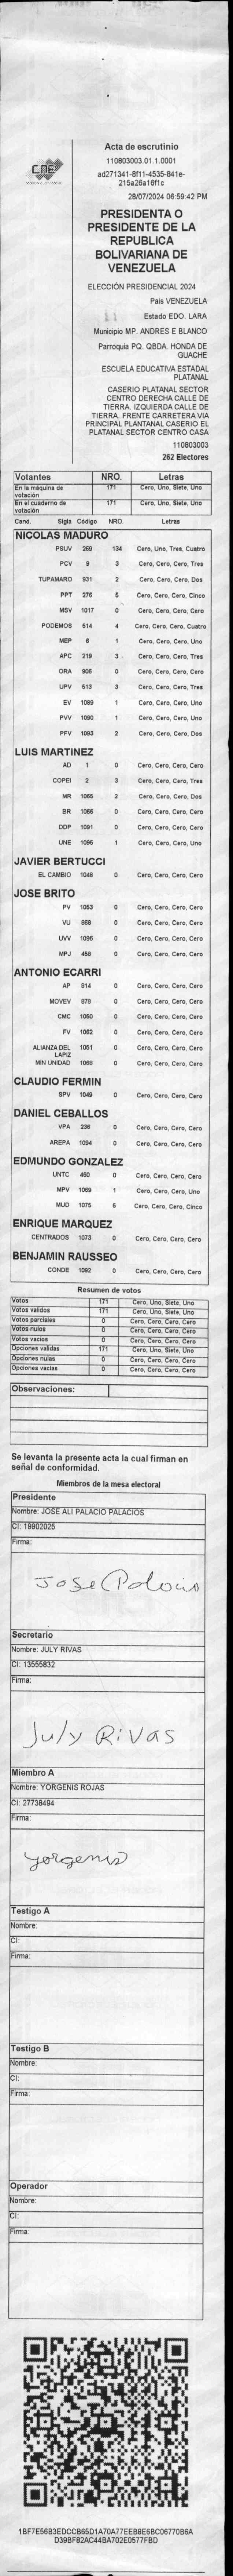 CNE
Acta de escrutinio
110803003.01.1.0001
ad271341-8f11-4535-841e-
215a26a16f1c
28/07/2024 06:59:42 PM
PRESIDENTA O
PRESIDENTE DE LA
REPUBLICA
BOLIVARIANA DE
VENEZUELA
ELECCIÓN PRESIDENCIAL 2024
País VENEZUELA
Estado EDO. LARA
Municipio MP. ANDRES E BLANCO
Parroquia PQ. QBDA. HONDA DE
GUACHE
ESCUELA EDUCATIVA ESTADAL
PLATANAL
CASERIO PLATANAL SECTOR
CENTRO DERECHA CALLE DE
TIERRA. IZQUIERDA CALLE DE
TIERRA. FRENTE CARRETERA VIA
PRINCIPAL PLANTANAL CASERIO EL
PLATANAL SECTOR CENTRO CASA
110803003
262 Electores
Votantes NRO. Letras
En la máquina de votación 171 Cero, Uno, Siete, Uno
En el cuaderno de votación 171 Cero, Uno, Siete, Uno
Cand. Sigla Código NRO. Letras
NICOLAS MADURO
PSUV 269 134 Cero, Uno, Tres, Cuatro
PCV 9 3 Cero, Cero, Cero, Tres
TUPAMARO 931 2 Cero, Cero, Cero, Dos
PPT 276 5 Cero, Cero, Cero, Cinco
MSV 1017 0 Cero, Cero, Cero, Cero
PODEMOS 514 4 Cero, Cero, Cero, Cuatro
MEP 6 1 Cero, Cero, Cero, Uno
APC 219 3 Cero, Cero, Cero, Tres
ORA 906 0 Cero, Cero, Cero, Cero
UPV 513 3 Cero, Cero, Cero, Tres
EV 1089 1 Cero, Cero, Cero, Uno
PVV 1090 1 Cero, Cero, Cero, Uno
PFV 1093 2 Cero, Cero, Cero, Dos
LUIS MARTINEZ
AD 1 0 Cero, Cero, Cero, Cero
COPEI 2 3 Cero, Cero, Cero, Tres
MR 1065 2 Cero, Cero, Cero, Dos
BR 1066 0 Cero, Cero, Cero, Cero
DDP 1091 0 Cero, Cero, Cero, Cero
UNE 1095 1 Cero, Cero, Cero, Uno
JAVIER BERTUCCI
EL CAMBIO 1048 0 Cero, Cero, Cero, Cero
JOSE BRITO
PV 1053 0 Cero, Cero, Cero, Cero
VU 668 0 Cero, Cero, Cero, Cero
UVV 1096 0 Cero, Cero, Cero, Cero
MPJ 458 0 Cero, Cero, Cero, Cero
ANTONIO ECARRI
AP 914 0 Cero, Cero, Cero, Cero
MOVEV 878 0 Cero, Cero, Cero, Cero
CMC 1050 0 Cero, Cero, Cero, Cero
FV 1062 0 Cero, Cero, Cero, Cero
ALIANZA DEL LAPIZ 1051 0 Cero, Cero, Cero, Cero
MIN UNIDAD 1069 0 Cero, Cero, Cero, Cero
CLAUDIO FERMIN
SPV 1049 0 Cero, Cero, Cero, Cero
DANIEL CEBALLOS
VPA 236 0 Cero, Cero, Cero, Cero
AREPA 1094 0 Cero, Cero, Cero, Cero
EDMUNDO GONZALEZ
UNTC 460 0 Cero, Cero, Cero, Cero
MPV 1069 1 Cero, Cero, Cero, Uno
MUD 1075 5 Cero, Cero, Cero, Cinco
ENRIQUE MARQUEZ
CENTRADOS 1073 0 Cero, Cero, Cero, Cero
BENJAMIN RAUSSEO
CONDE 1092 0 Cero, Cero, Cero, Cero
Resumen de votos
Votos 171 Cero, Uno, Siete, Uno
Votos validos 171 Cero, Uno, Siete, Uno
Votos parciales 0 Cero, Cero, Cero, Cero
Votos nulos 0 Cero, Cero, Cero, Cero
Votos vacios 0 Cero, Cero, Cero, Cero
Opciones validas 171 Cero, Uno, Siete, Uno
Opciones nulas 0 Cero, Cero, Cero, Cero
Opciones vacias 0 Cero, Cero, Cero, Cero
Observaciones:
Se levanta la presente acta la cual firman en
señal de conformidad.
Miembros de la mesa electoral
Presidente
Nombre: JOSE ALI PALACIO PALACIOS
CI: 19902025
Firma:
Jose Palacio
Secretario
Nombre: JULY RIVAS
CI: 13555832
Firma:
July Rivas
Miembro A
Nombre: YORGENIS ROJAS
CI: 27738494
Firma:
yorgenis
Testigo A
Nombre:
CI:
Firma:
Testigo B
Nombre:
CI:
Firma:
Operador
Nombre:
CI:
Firma:
1BF7E56B3EDCCB65D1A70A77EEB8E6BC06770B6A
D39BF82AC44BA702E0577FBD